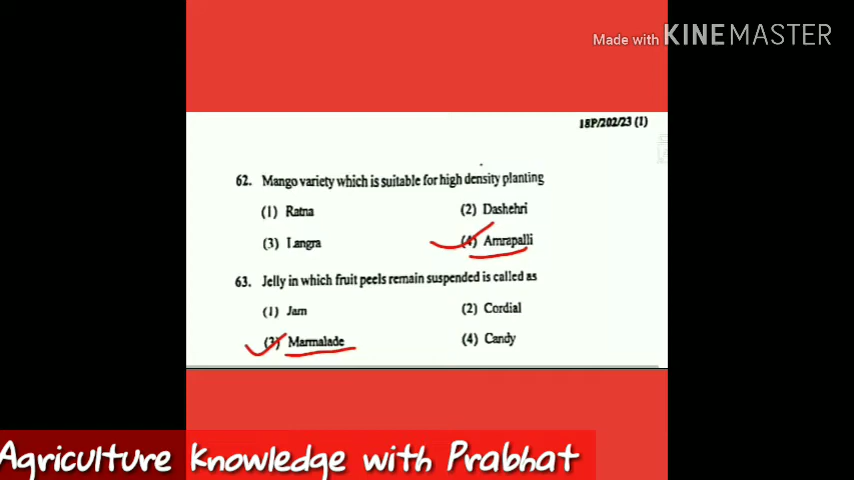 Made with KINEMASTER
18P/202/23 (1)
62. Mango variety which is suitable for high density planting
(1) Ratna (2) Dashehri
(3) Langra (4) Amrapalli
63. Jelly in which fruit peels remain suspended is called as
(1) Jam (2) Cordial
(3) Marmalade (4) Candy
Agriculture Knowledge with Prabhat